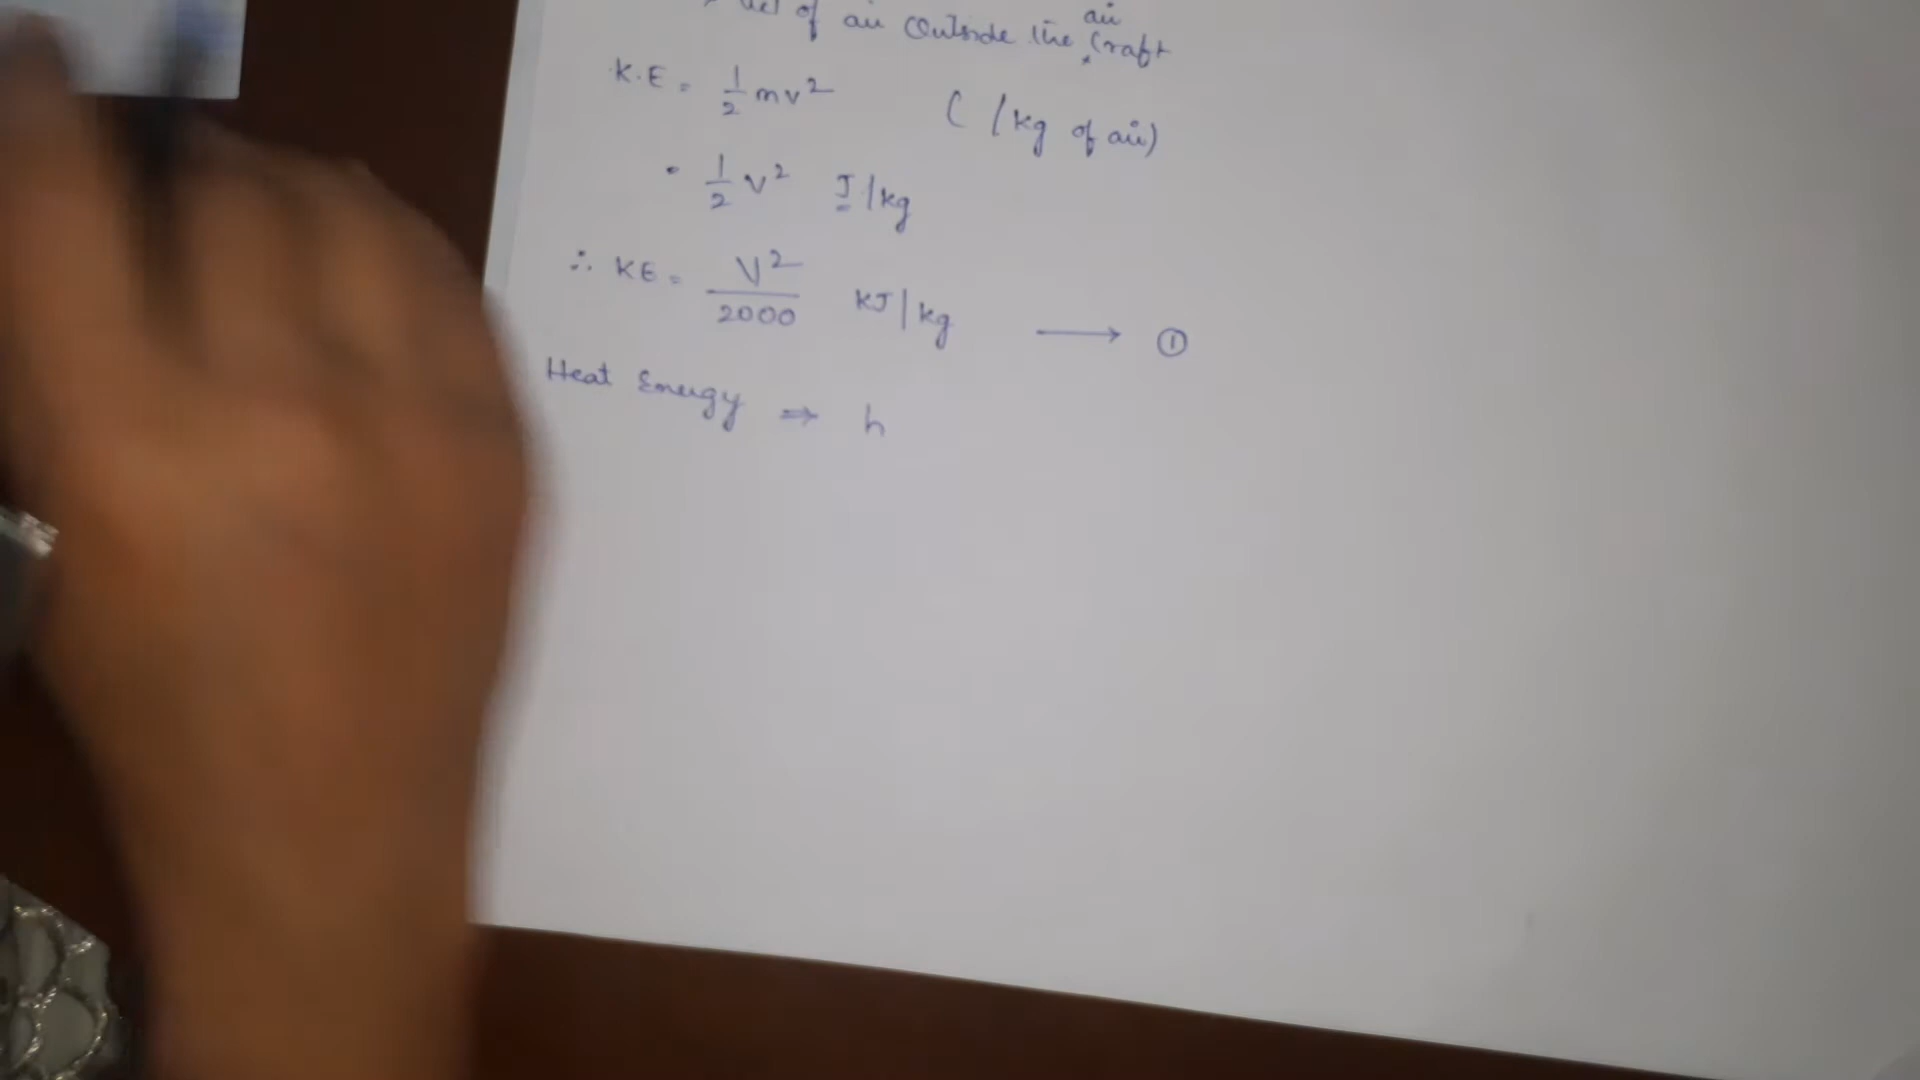 vel of air outside the air craft
K.E = 1/2 mv² ( /kg of air)
= 1/2 v² J/kg
∴ KE = V²/2000 kJ/kg → ①
Heat Energy ⇒ h